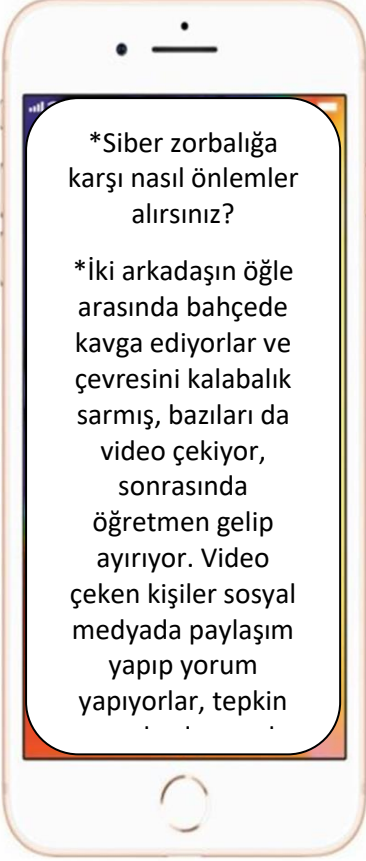 *Siber zorbalığa
karşı nasıl önlemler
alırsınız?
*İki arkadaşın öğle
arasında bahçede
kavga ediyorlar ve
çevresini kalabalık
sarmış, bazıları da
video çekiyor,
sonrasında
öğretmen gelip
ayırıyor. Video
çeken kişiler sosyal
medyada paylaşım
yapıp yorum
yapıyorlar, tepkin